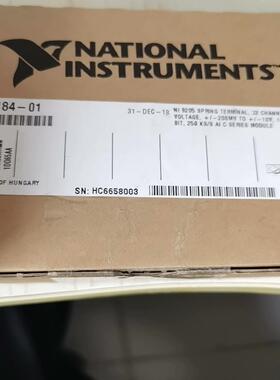 NATIONAL
INSTRUMENTS
84-01
31-DEC-18
NI 9205 SPRING TERMINAL, 32 CHANN
VOLTAGE, +/-200MV TO +/-10V,
BIT, 250 KS/S AI C SERIES MODULE
10065AA
OF HUNGARY
SN: HC6658003